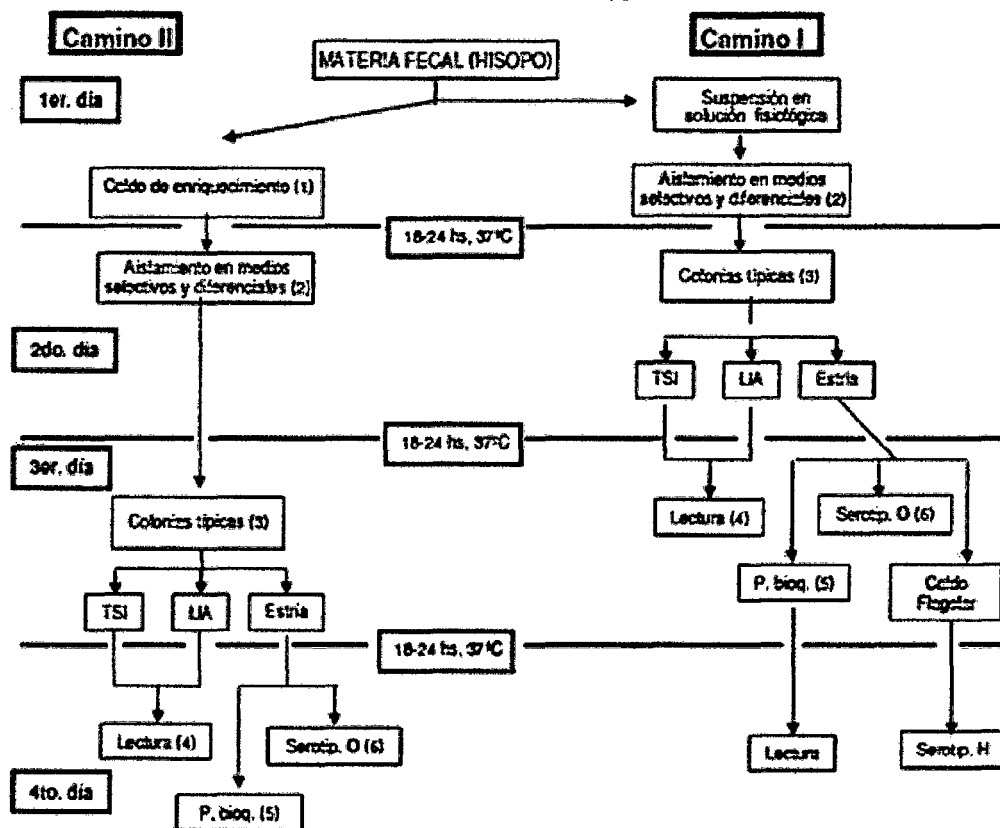 Camino II
Camino I
MATERIA FECAL (HISOPO)
1er. día
Suspensión en
solución fisiológica
Caldo de enriquecimiento (1)
Aislamiento en medios
selectivos y diferenciales (2)
18-24 hs, 37ºC
Aislamiento en medios
selectivos y diferenciales (2)
Colonias típicas (3)
2do. día
TSI
LIA
Estría
18-24 hs, 37ºC
3er. día
Colonias típicas (3)
Lectura (4)
Serotip. O (6)
P. bioq. (5)
Caldo
Flagelar
TSI
LIA
Estría
18-24 hs, 37ºC
Lectura (4)
Serotip. O (6)
Lectura
Serotip. H
4to. día
P. bioq. (5)